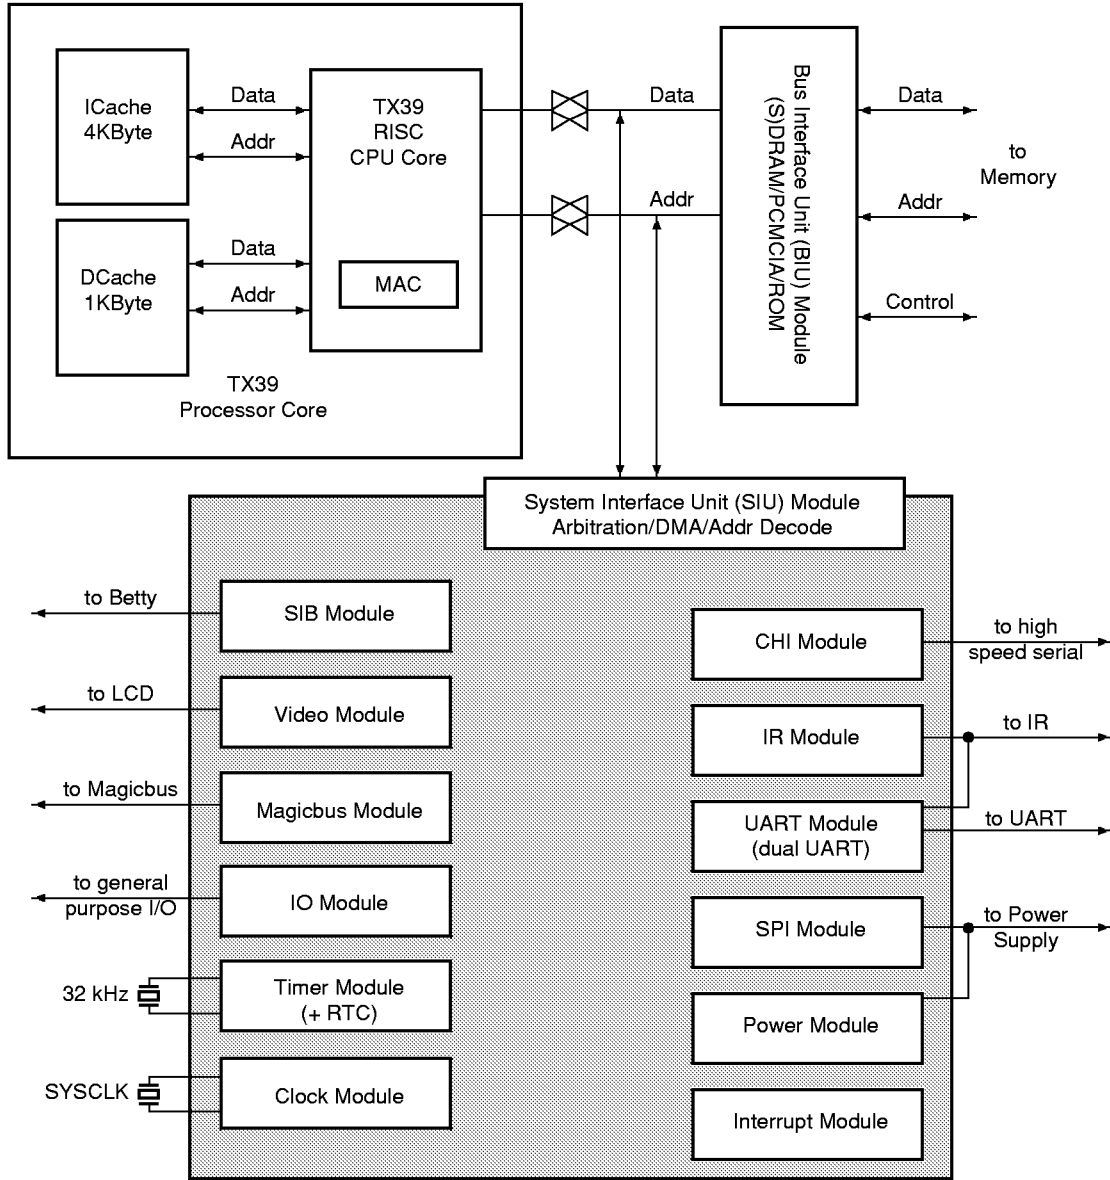 ICache
4KByte
Data
Addr
TX39
RISC
CPU Core
MAC
DCache
1KByte
Data
Addr
TX39
Processor Core
Data
Addr
Bus Interface Unit (BIU) Module
(S)DRAM/PCMCIA/ROM
Data
to
Memory
Addr
Control
System Interface Unit (SIU) Module
Arbitration/DMA/Addr Decode
to Betty
SIB Module
to LCD
Video Module
to Magicbus
Magicbus Module
to general
purpose I/O
IO Module
32 kHz
Timer Module
(+ RTC)
SYSCLK
Clock Module
CHI Module
to high
speed serial
IR Module
to IR
UART Module
(dual UART)
to UART
SPI Module
to Power
Supply
Power Module
Interrupt Module